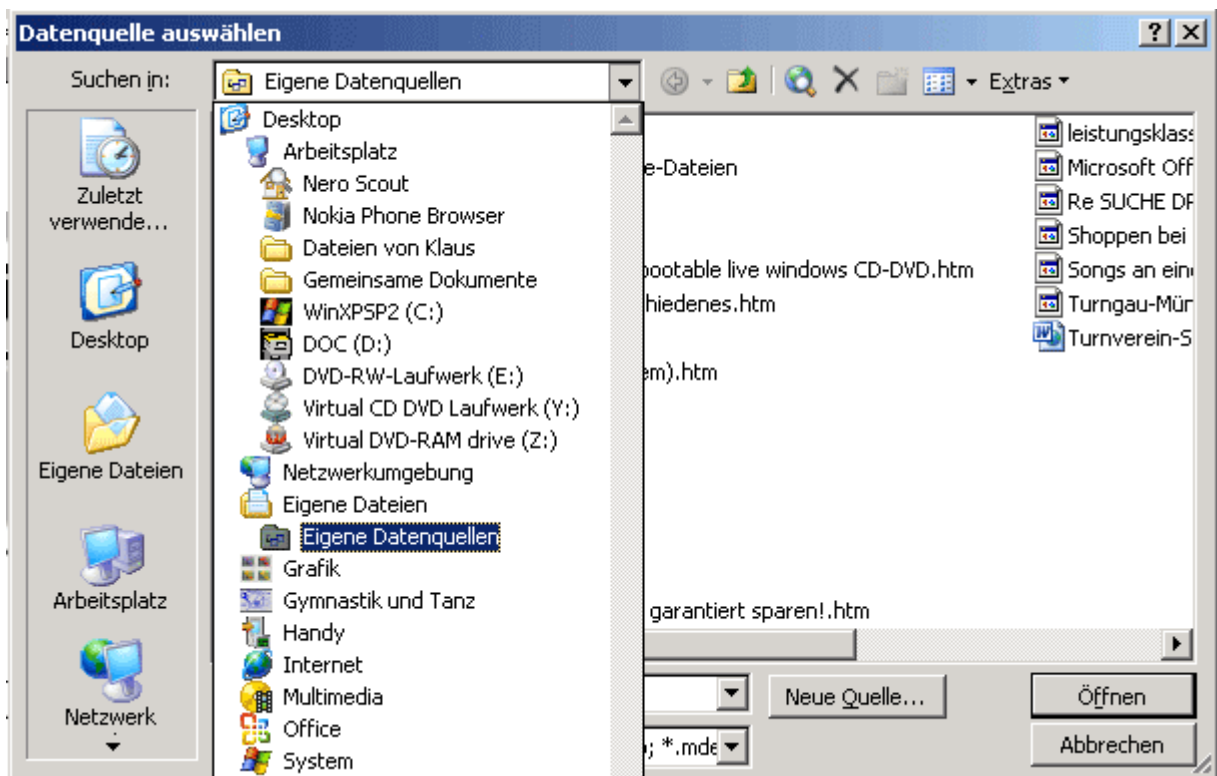 Datenquelle auswählen
Suchen in:
Eigene Datenquellen
Extras
Zuletzt
verwende...
Desktop
Eigene Dateien
Arbeitsplatz
Netzwerk
Desktop
Arbeitsplatz
Nero Scout
Nokia Phone Browser
Dateien von Klaus
Gemeinsame Dokumente
WinXPSP2 (C:)
DOC (D:)
DVD-RW-Laufwerk (E:)
Virtual CD DVD Laufwerk (Y:)
Virtual DVD-RAM drive (Z:)
Netzwerkumgebung
Eigene Dateien
Eigene Datenquellen
Grafik
Gymnastik und Tanz
Handy
Internet
Multimedia
Office
System
e-Dateien
bootable live windows CD-DVD.htm
hiedenes.htm
em).htm
garantiert sparen!.htm
leistungsklass
Microsoft Off
Re SUCHE DF
Shoppen bei
Songs an ein
Turngau-Mün
Turnverein-S
Neue Quelle...
Öffnen
; *.mde
Abbrechen